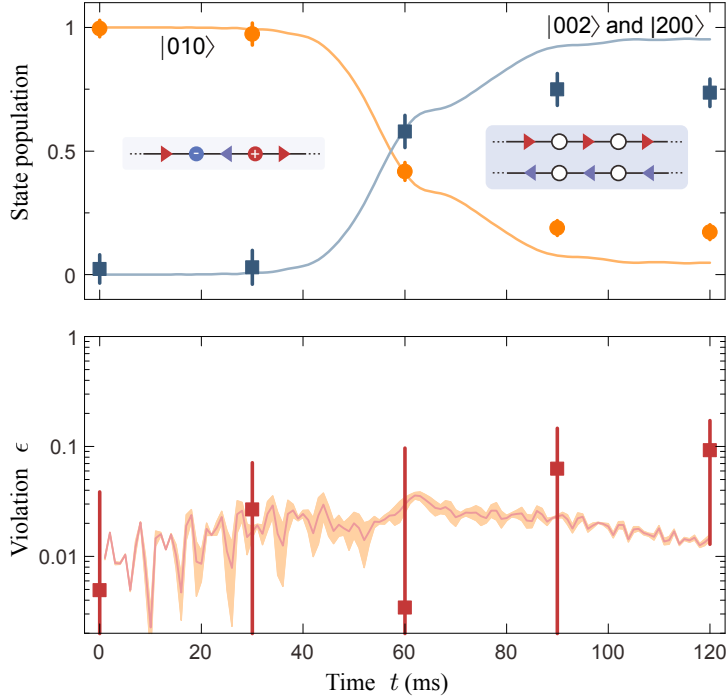 1
|010⟩
|002⟩ and |200⟩
State population
0.5
− +
0
1
0.1
Violation ϵ
0.01
0 20 40 60 80 100 120
Time t (ms)